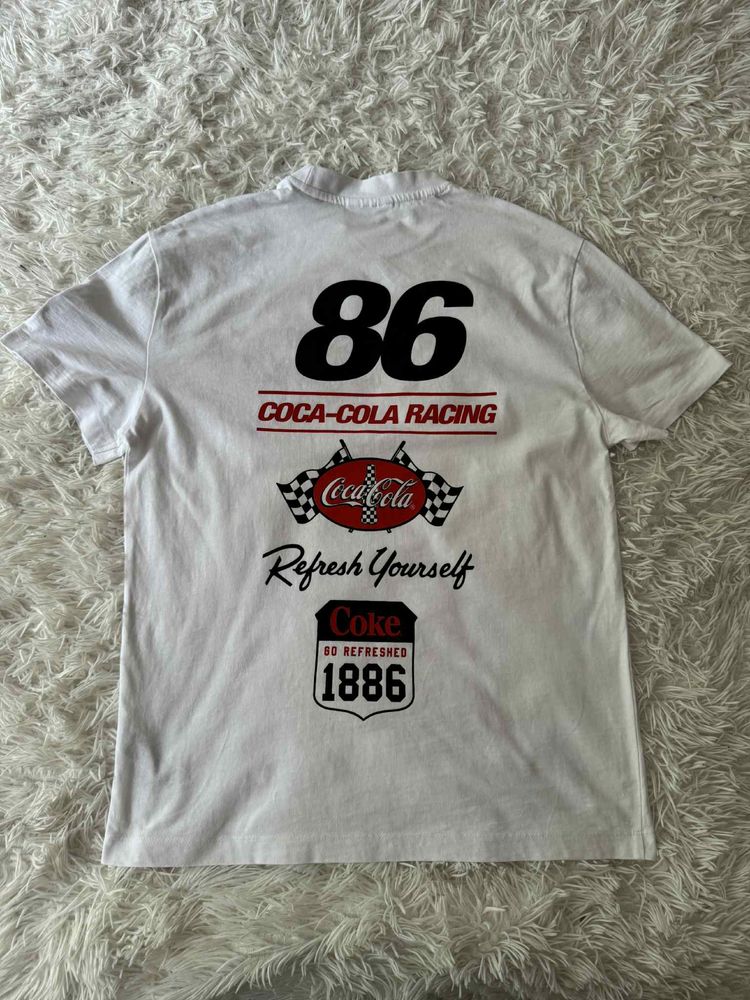 86
COCA-COLA RACING
Coca-Cola
Refresh Yourself
Coke
GO REFRESHED
1886